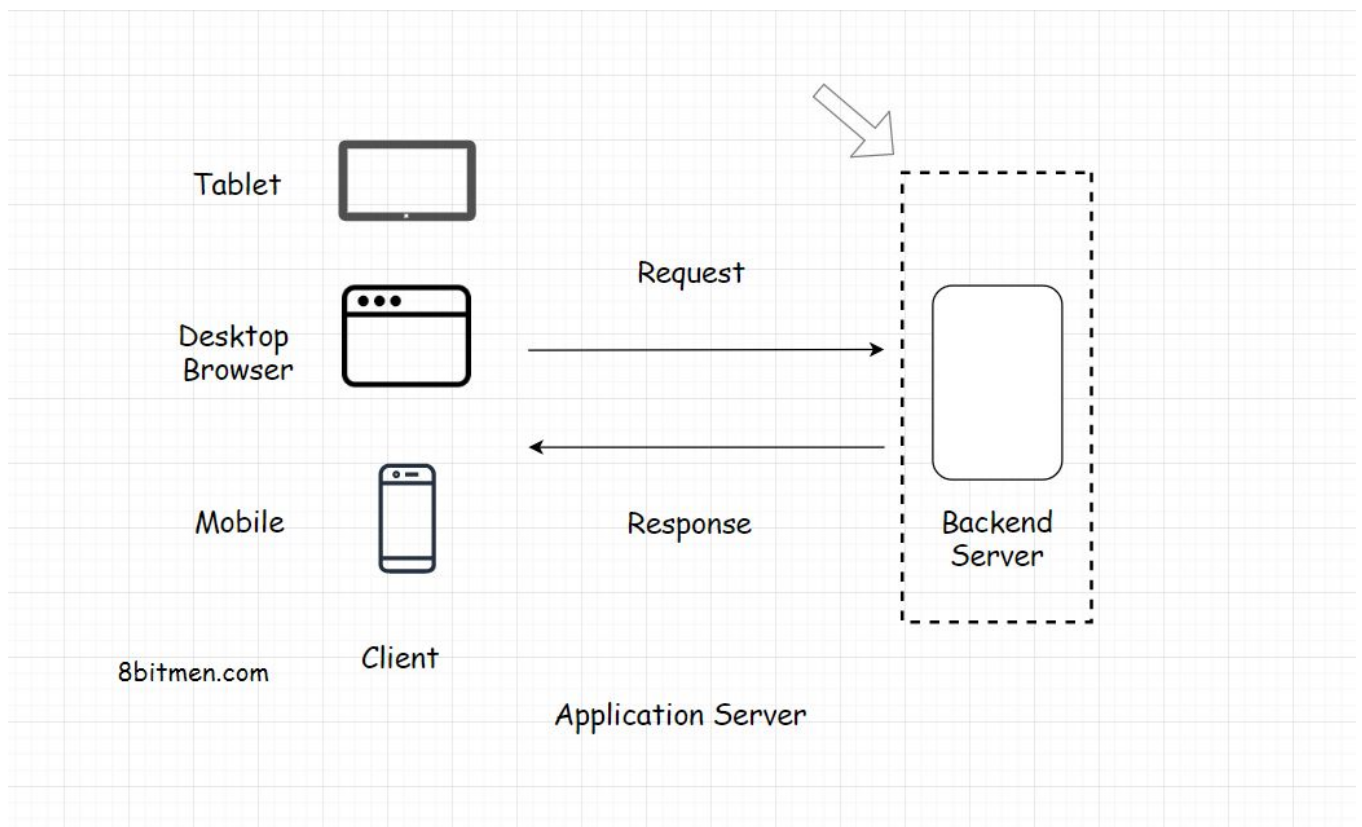 Tablet
Request
Desktop
Browser
Mobile
Response
Backend
Server
Client
8bitmen.com
Application Server